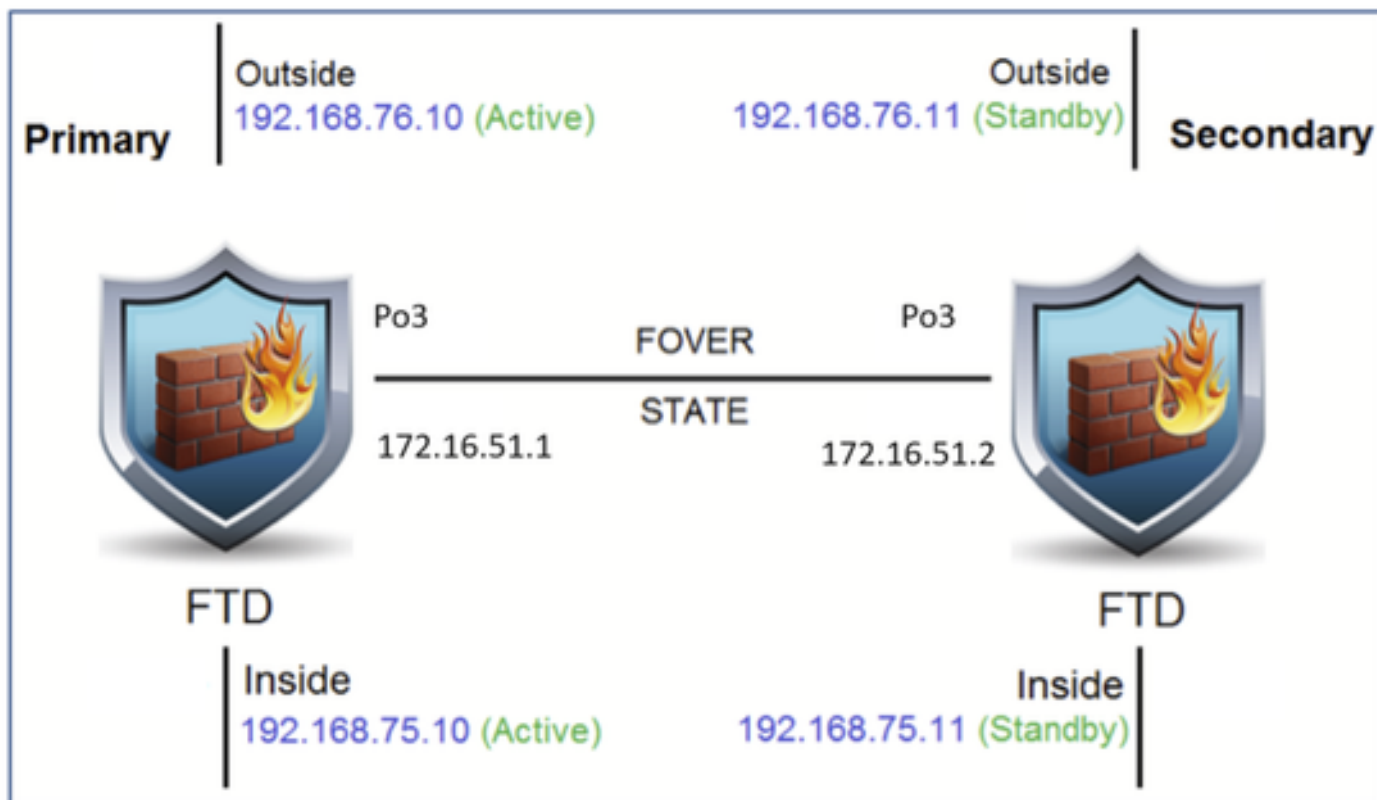 Outside
192.168.76.10 (Active)
Primary
Outside
192.168.76.11 (Standby)
Secondary
Po3
FOVER
Po3
STATE
172.16.51.1
172.16.51.2
FTD
FTD
Inside
192.168.75.10 (Active)
Inside
192.168.75.11 (Standby)